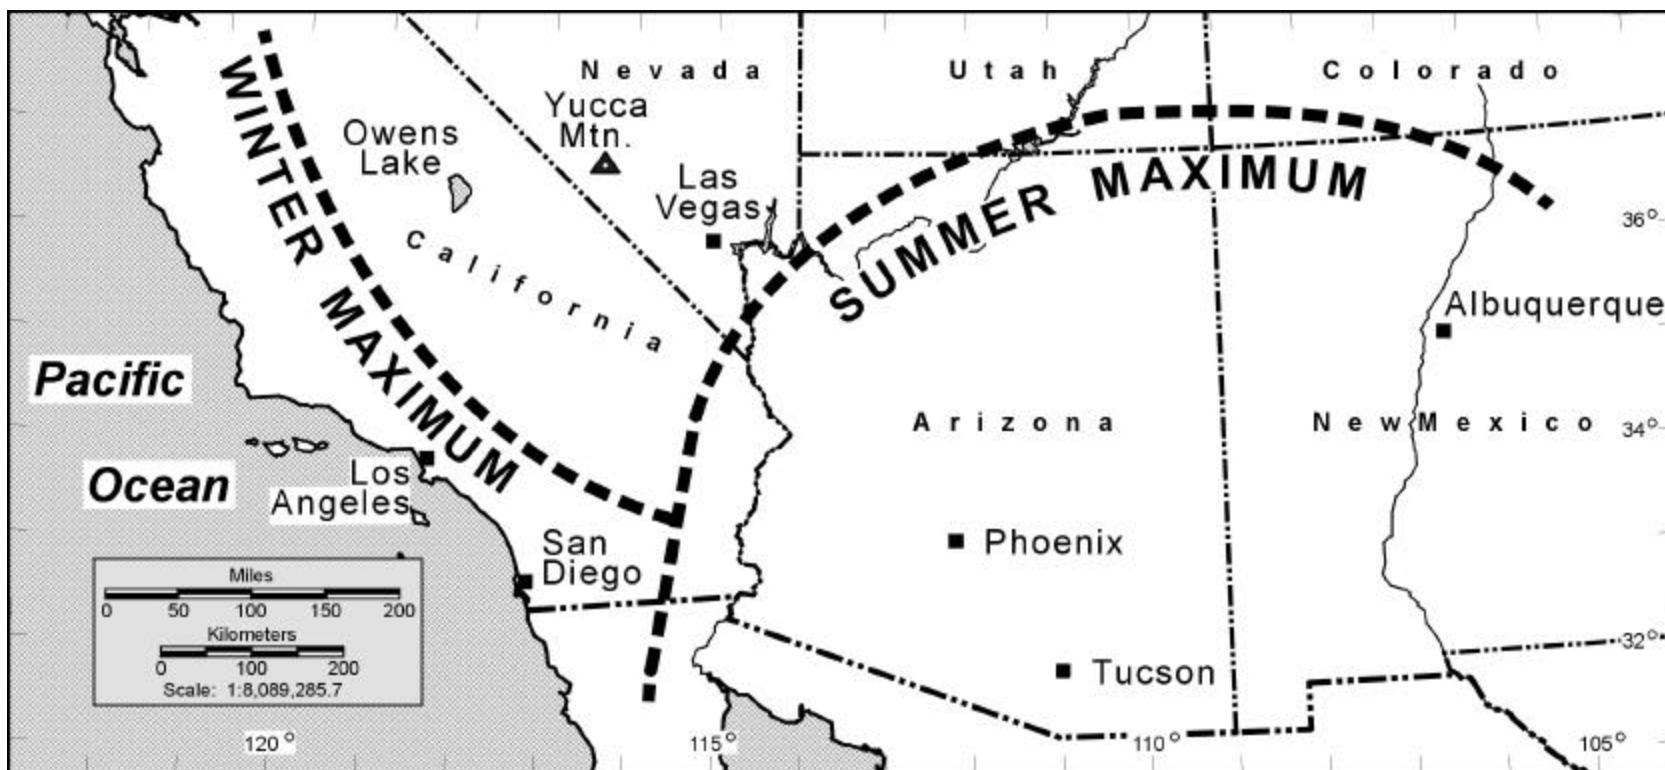 Nevada
Utah
Colorado
WINTER MAXIMUM
Owens
Lake
Yucca
Mtn.
Las
Vegas
SUMMER MAXIMUM
California
36°
Albuquerque
Pacific
Ocean
Arizona
New Mexico
34°
Los
Angeles
San
Diego
Phoenix
Tucson
32°
Miles
0 50 100 150 200
Kilometers
0 100 200
Scale: 1:8,089,285.7
120° 115° 110° 105°